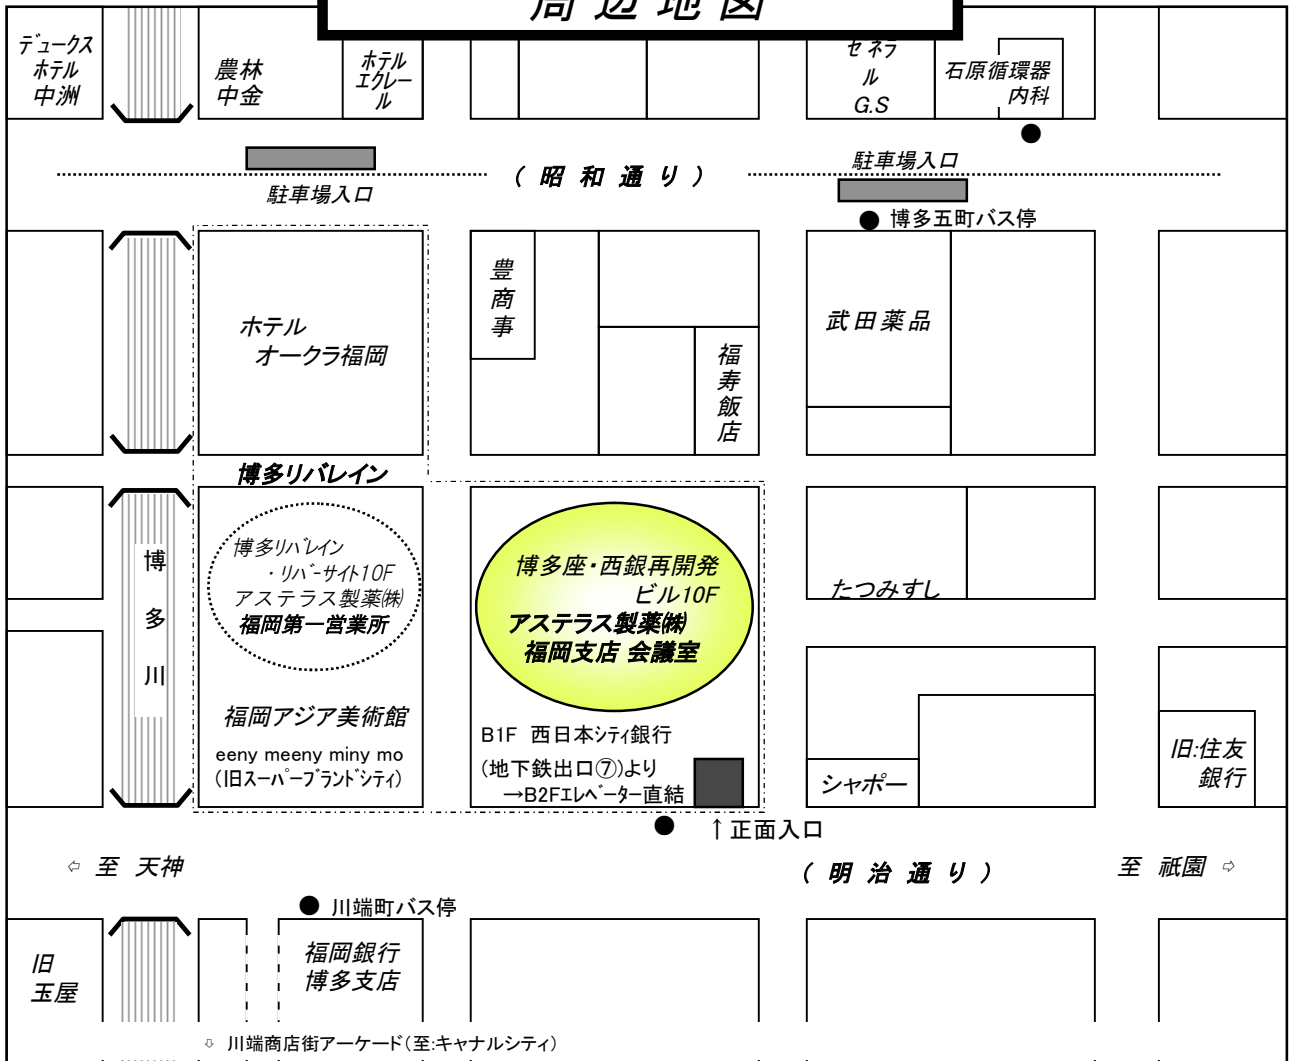 周辺地図
デュークス
ホテル
中洲
農林
中金
ホテル
エクレー
ル
セネラ
ル
G.S
石原循環器
内科
駐車場入口
(昭和通り)
駐車場入口
博多五町バス停
ホテル
オークラ福岡
豊
商
事
福
寿
飯
店
武田薬品
博多リバレイン
博多リバレイン
・リバーサイト10F
アステラス製薬㈱
福岡第一営業所
博多座・西銀再開発
ビル10F
アステラス製薬㈱
福岡支店 会議室
たつみすし
博
多
川
福岡アジア美術館
eeny meeny miny mo
(旧スーパーブランドシティ)
B1F 西日本シティ銀行
(地下鉄出口⑦)より
→B2Fエレベーター直結
シャポー
旧:住友
銀行
↑正面入口
⇦ 至 天神
(明治通り)
至 祇園 ⇨
川端町バス停
旧
玉屋
福岡銀行
博多支店
⇩ 川端商店街アーケード(至:キャナルシティ)